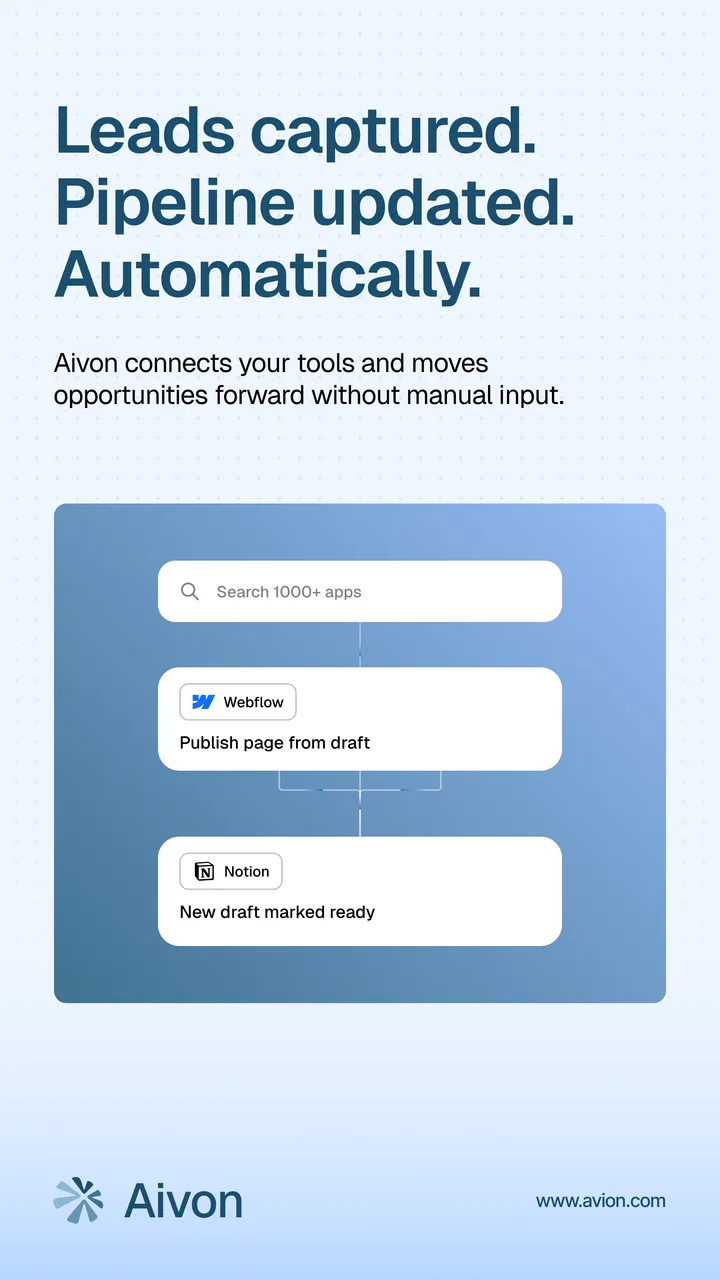 Leads captured.
Pipeline updated.
Automatically.
Aivon connects your tools and moves
opportunities forward without manual input.
Search 1000+ apps
Webflow
Publish page from draft
Notion
New draft marked ready
Aivon
www.avion.com